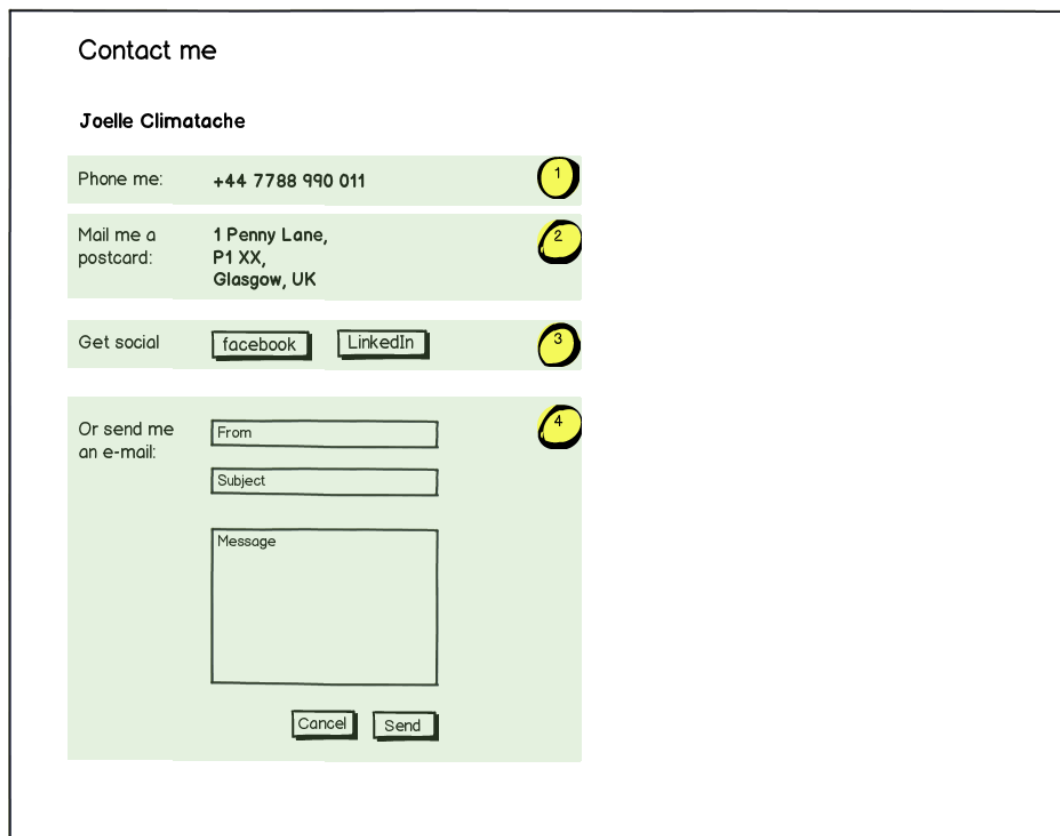 Contact me
Joelle Climatache
Phone me: +44 7788 990 011 1
Mail me a 1 Penny Lane, 2
postcard: P1 XX,
Glasgow, UK
Get social facebook LinkedIn 3
Or send me From 4
an e-mail:
Subject
Message
Cancel Send